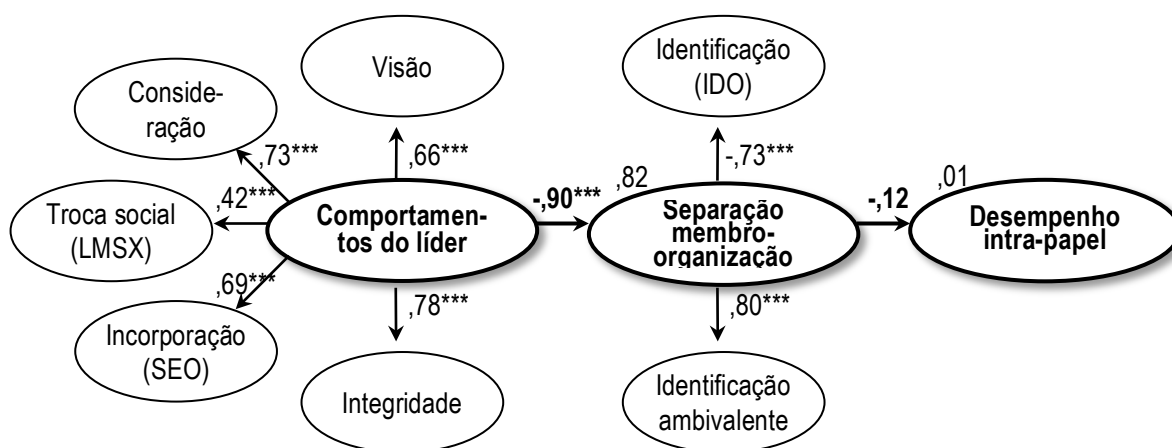 Visão
Identificação
(IDO)
Conside-
ração
,73***
,66***
-,73***
,42***
Troca social
(LMSX)
Comportamen-
tos do líder
-,90***
,82
Separação
membro-
organização
-,12
,01
Desempenho
intra-papel
,69***
,78***
,80***
Incorporação
(SEO)
Integridade
Identificação
ambivalente